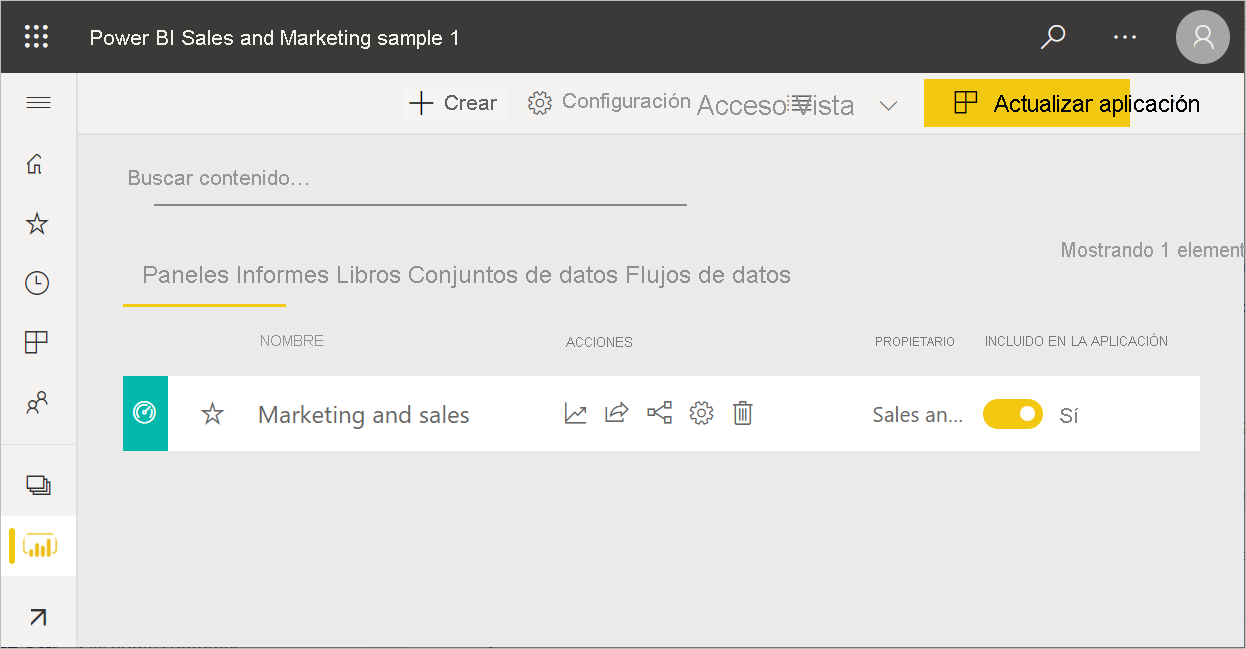 Power BI Sales and Marketing sample 1
Crear Configuración Acceso Vista Actualizar aplicación
Buscar contenido...
Mostrando 1 element
Paneles Informes Libros Conjuntos de datos Flujos de datos
NOMBRE ACCIONES PROPIETARIO INCLUIDO EN LA APLICACIÓN
Marketing and sales Sales an... Sí